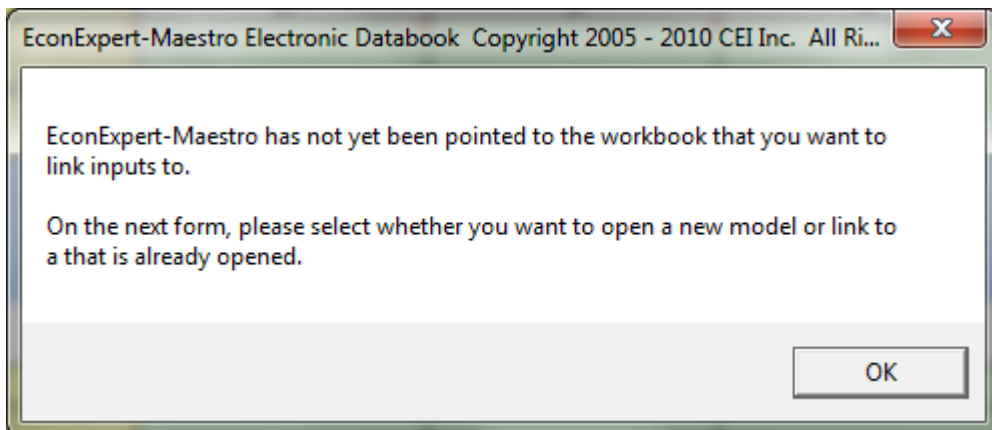 EconExpert-Maestro Electronic Databook Copyright 2005 - 2010 CEI Inc. All Ri...
EconExpert-Maestro has not yet been pointed to the workbook that you want to
link inputs to.
On the next form, please select whether you want to open a new model or link to
a that is already opened.
OK